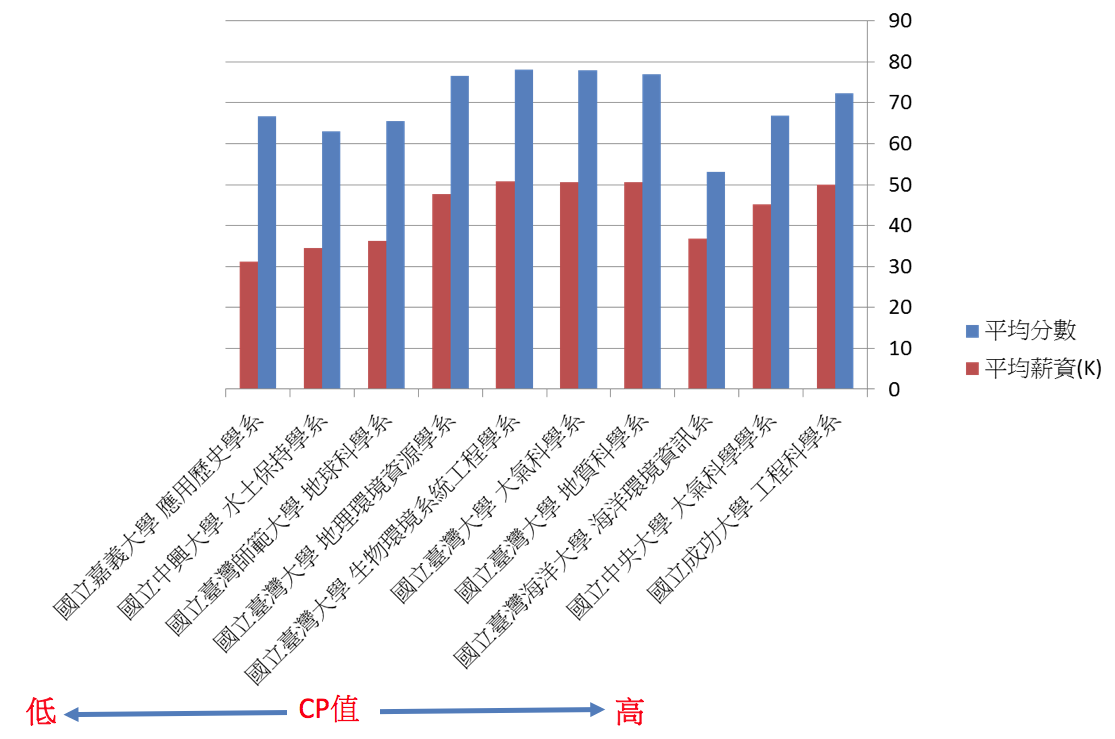 90
80
70
60
50
40
30
20
10
0
平均分數
平均薪資(K)
國立嘉義大學 應用歷史學系
國立中興大學 水土保持學系
國立臺灣師範大學 地球科學系
國立臺灣大學 地理環境資源學系
國立臺灣大學 生物環境系統工程學系
國立臺灣大學 大氣科學系
國立臺灣大學 地質科學系
國立臺灣海洋大學 海洋環境資訊系
國立中央大學 大氣科學學系
國立成功大學 工程科學系
低 CP值 高